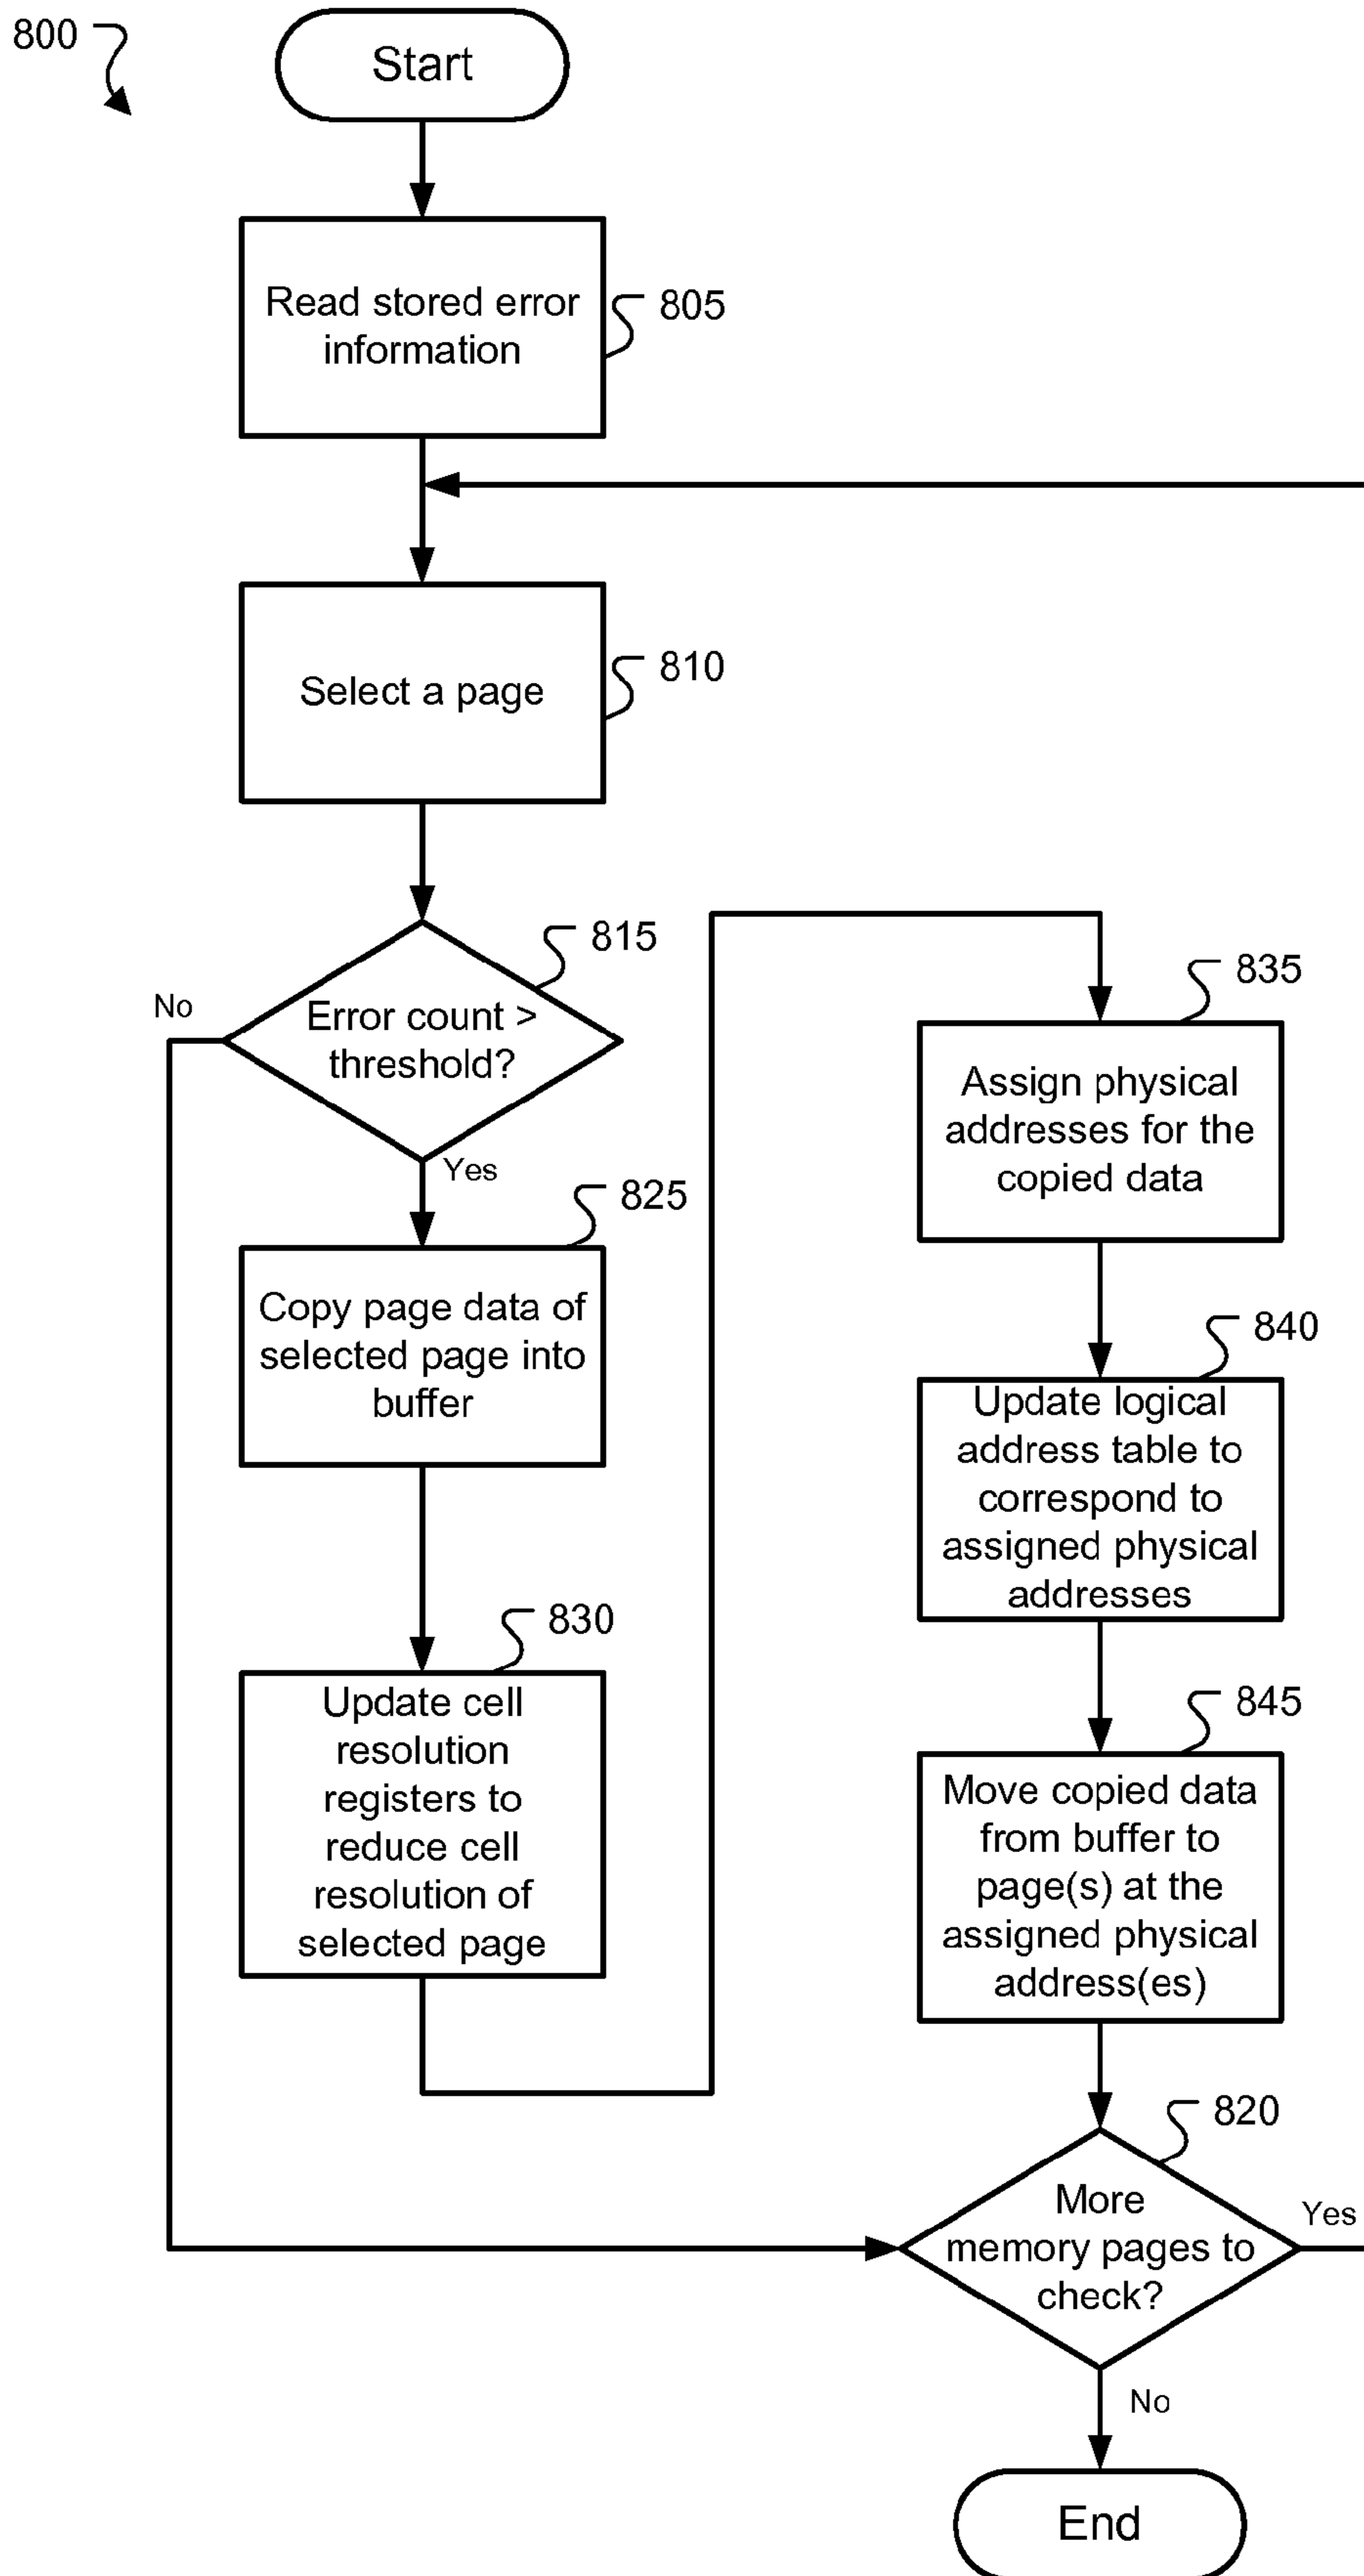 800
Start
Read stored error
information
805
Select a page
810
Error count >
threshold?
815
No
Yes
Copy page data of
selected page into
buffer
825
Update cell
resolution
registers to
reduce cell
resolution of
selected page
830
Assign physical
addresses for the
copied data
835
Update logical
address table to
correspond to
assigned physical
addresses
840
Move copied data
from buffer to
page(s) at the
assigned physical
address(es)
845
More
memory pages to
check?
820
Yes
No
End